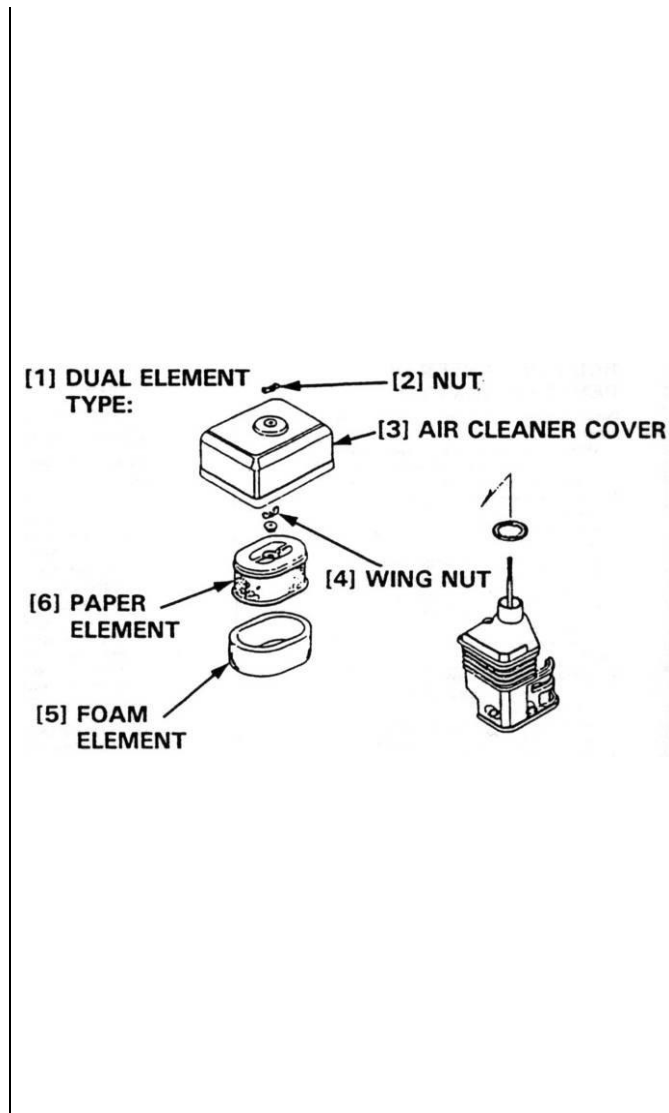 [1] DUAL ELEMENT
TYPE:
[2] NUT
[3] AIR CLEANER COVER
[4] WING NUT
[6] PAPER
ELEMENT
[5] FOAM
ELEMENT